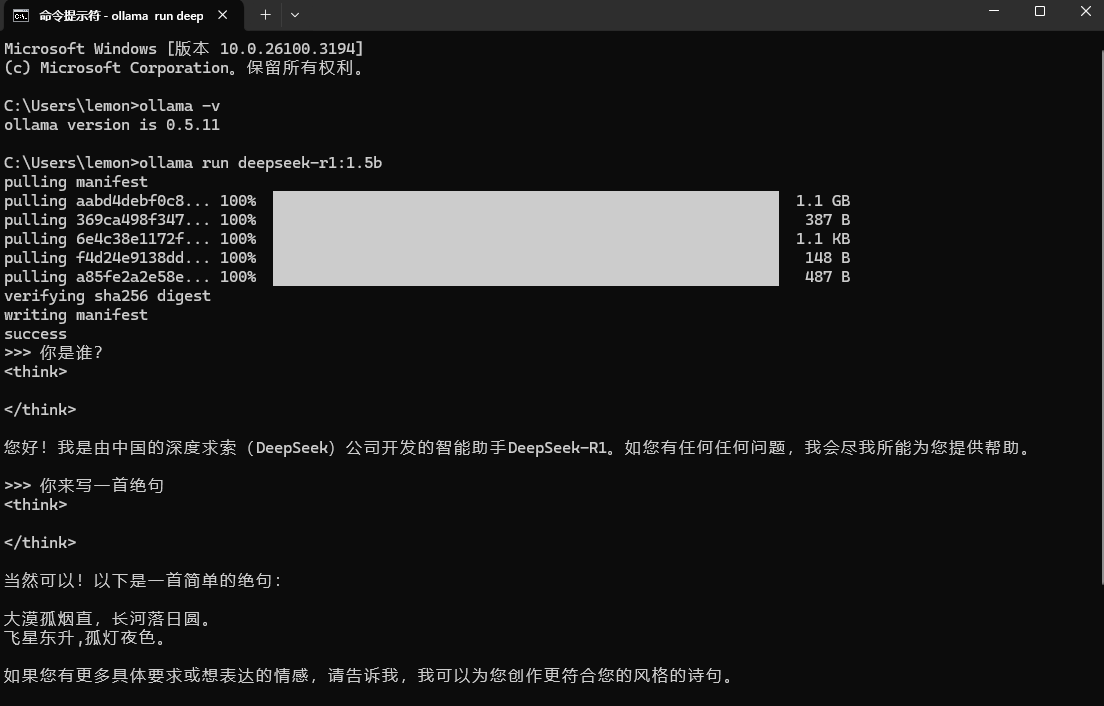 命令提示符 - ollama run deep
Microsoft Windows [版本 10.0.26100.3194]
(c) Microsoft Corporation。保留所有权利。
C:\Users\lemon>ollama -v
ollama version is 0.5.11
C:\Users\lemon>ollama run deepseek-r1:1.5b
pulling manifest
pulling aabd4debf0c8... 100% 1.1 GB
pulling 369ca498f347... 100% 387 B
pulling 6e4c38e1172f... 100% 1.1 KB
pulling f4d24e9138dd... 100% 148 B
pulling a85fe2a2e58e... 100% 487 B
verifying sha256 digest
writing manifest
success
>>> 你是谁？
<think>
</think>
您好！我是由中国的深度求索（DeepSeek）公司开发的智能助手DeepSeek-R1。如您有任何任何问题，我会尽我所能为您提供帮助。
>>> 你来写一首绝句
<think>
</think>
当然可以！以下是一首简单的绝句：
大漠孤烟直，长河落日圆。
飞星东升,孤灯夜色。
如果您有更多具体要求或想表达的情感，请告诉我，我可以为您创作更符合您的风格的诗句。